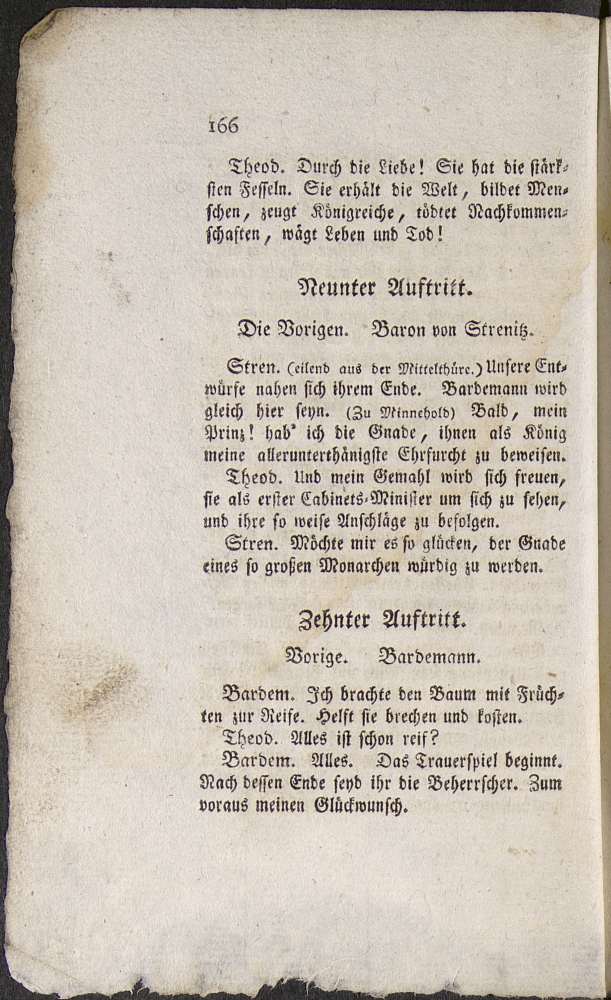 166
Theod. Durch die Liebe! Sie hat die stärk-
sten Fesseln. Sie erhält die Welt, bildet Men-
schen, zeugt Königreiche, tödtet Nachkommen-
schaften, wägt Leben und Tod!
Neunter Auftritt.
Die Vorigen. Baron von Strenitz.
Stren. (eilend aus der Mittelthüre.) Unsere Ent-
würfe nahen sich ihrem Ende. Bardemann wird
gleich hier seyn. (Zu Minnehold) Bald, mein
Prinz! hab' ich die Gnade, ihnen als König
meine allerunterthänigste Ehrfurcht zu beweisen.
Theod. Und mein Gemahl wird sich freuen,
sie als erster Cabinets-Minister um sich zu sehen,
und ihre so weise Anschläge zu befolgen.
Stren. Möchte mir es so glücken, der Gnade
eines so großen Monarchen würdig zu werden.
Zehnter Auftritt.
Vorige. Bardemann.
Bardem. Ich brachte den Baum mit Früch-
ten zur Reife. Helft sie brechen und kosten.
Theod. Alles ist schon reif?
Bardem. Alles. Das Trauerspiel beginnt.
Nach dessen Ende seyd ihr die Beherrscher. Zum
voraus meinen Glückwunsch.